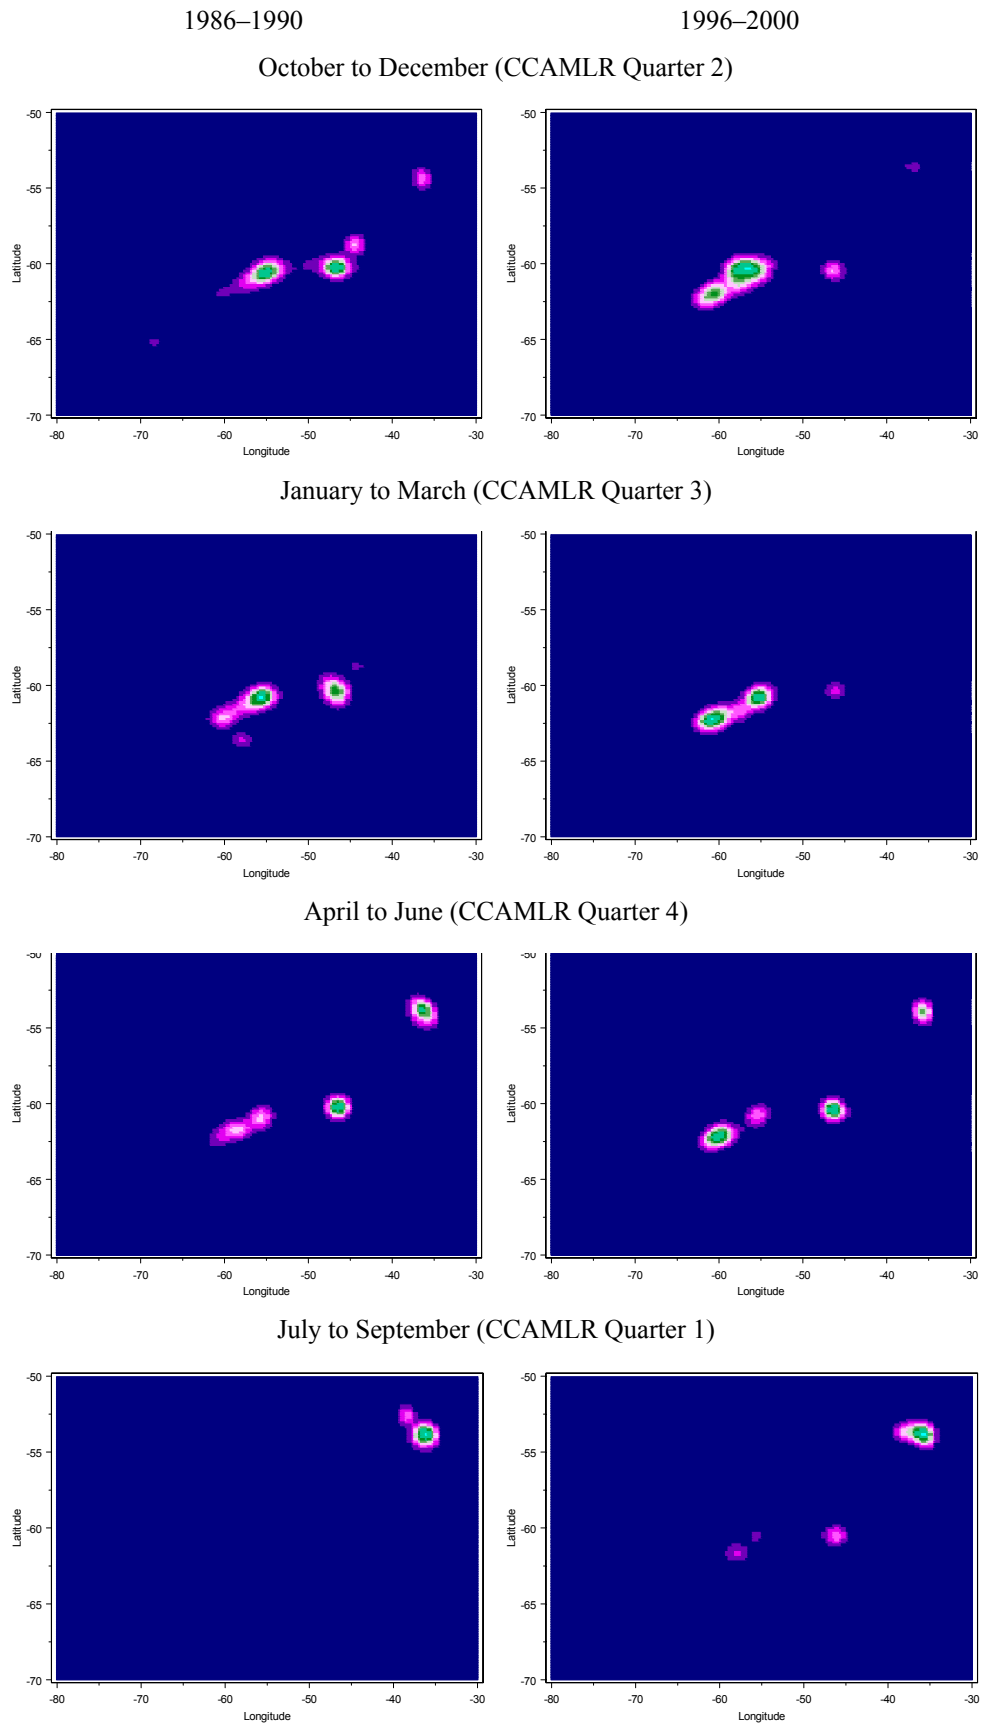 1986–1990 1996–2000
October to December (CCAMLR Quarter 2)
-50 -50
-55 -55
Latitude Latitude
-60 -60
-65 -65
-70 -70
-80 -70 -60 -50 -40 -30 -80 -70 -60 -50 -40 -30
Longitude Longitude
January to March (CCAMLR Quarter 3)
-50 -50
-55 -55
Latitude Latitude
-60 -60
-65 -65
-70 -70
-80 -70 -60 -50 -40 -30 -80 -70 -60 -50 -40 -30
Longitude Longitude
April to June (CCAMLR Quarter 4)
-50 -50
-55 -55
Latitude Latitude
-60 -60
-65 -65
-70 -70
-80 -70 -60 -50 -40 -30 -80 -70 -60 -50 -40 -30
Longitude Longitude
July to September (CCAMLR Quarter 1)
-50 -50
-55 -55
Latitude Latitude
-60 -60
-65 -65
-70 -70
-80 -70 -60 -50 -40 -30 -80 -70 -60 -50 -40 -30
Longitude Longitude